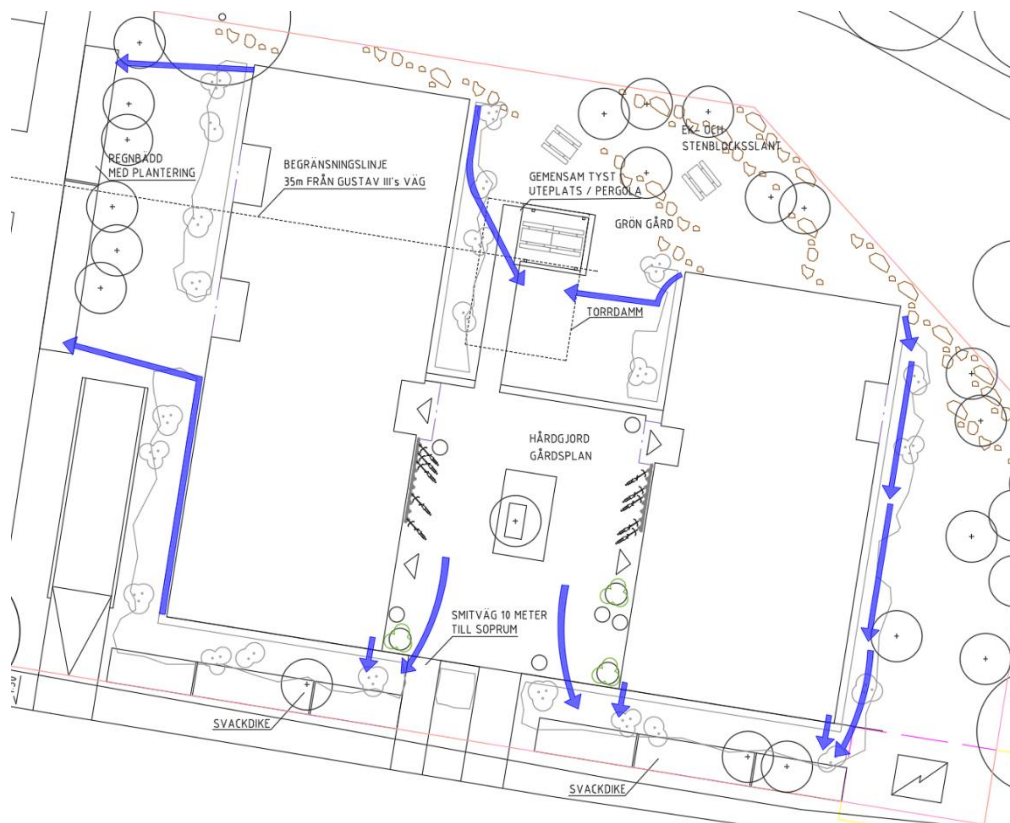 EK- OCH
STENBLOCKSSLÄNT
REGNBÄDD
MED PLANTERING
BEGRÄNSNINGSLINJE
35m FRÅN GUSTAV III's VÄG
GEMENSAM TYST
UTEPLATS / PERGOLA
GRÖN GÅRD
TORRDAMM
HÅRDGJORD
GÅRDSPLAN
SMITVÄG 10 METER
TILL SOPRUM
SVACKDIKE
SVACKDIKE